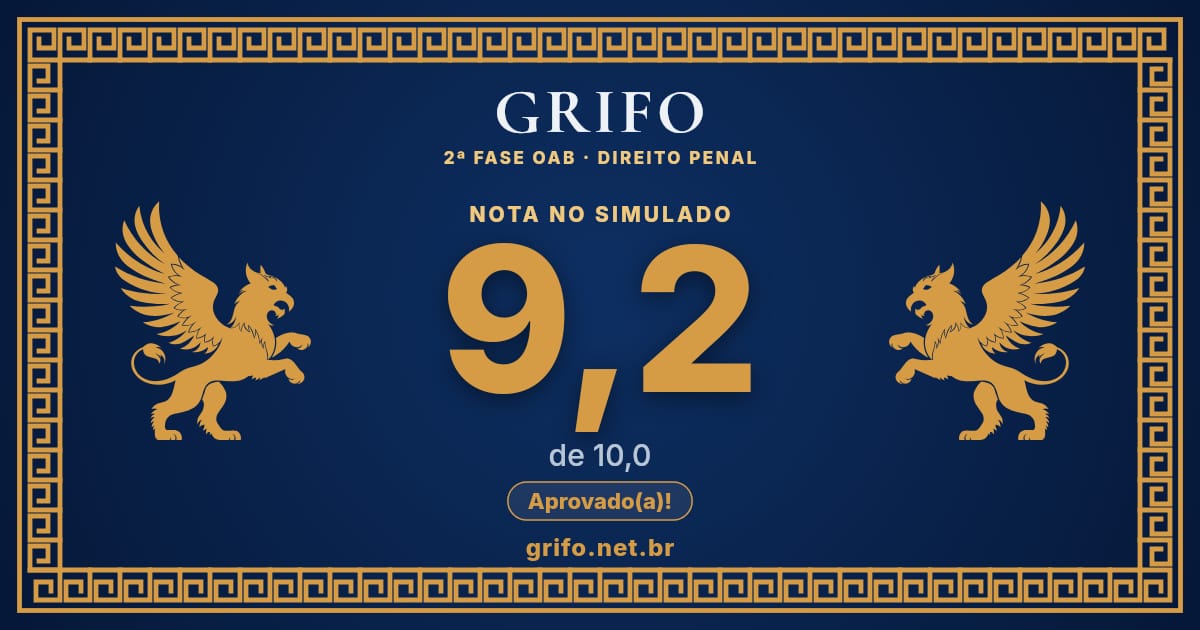 GRIFO
2ª FASE OAB · DIREITO PENAL
NOTA NO SIMULADO
9,2
de 10,0
Aprovado(a)!
grifo.net.br